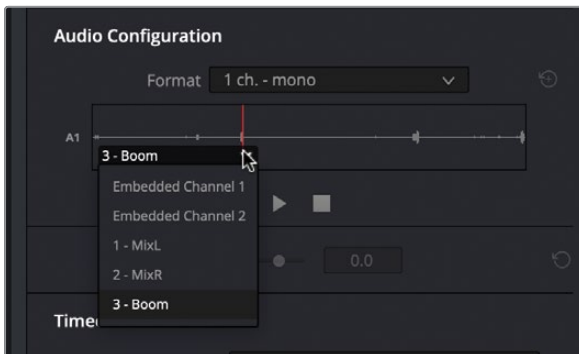 Audio Configuration
Format 1 ch. - mono
A1
3 - Boom
Embedded Channel 1
Embedded Channel 2
1 - MixL
2 - MixR
3 - Boom
0.0